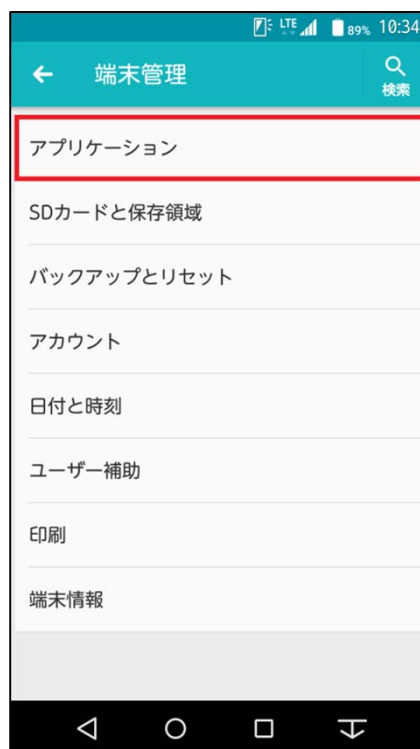 LTE 89% 10:34
端末管理
検索
アプリケーション
SDカードと保存領域
バックアップとリセット
アカウント
日付と時刻
ユーザー補助
印刷
端末情報